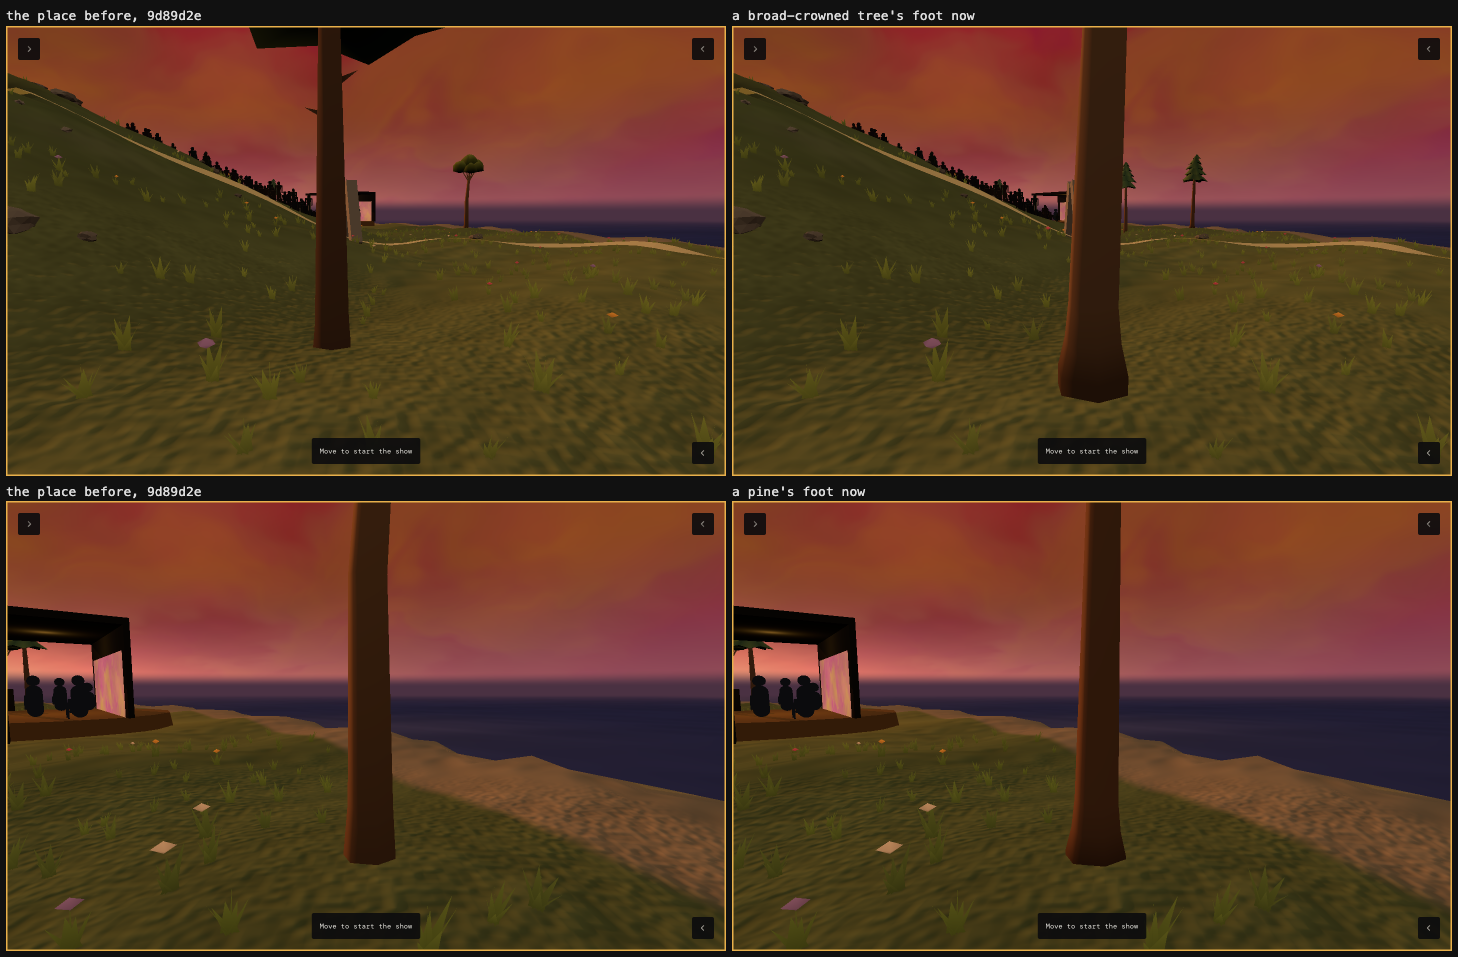 the place before, 9d89d2e
a broad-crowned tree's foot now
Move to start the show
Move to start the show
the place before, 9d89d2e
a pine's foot now
Move to start the show
Move to start the show